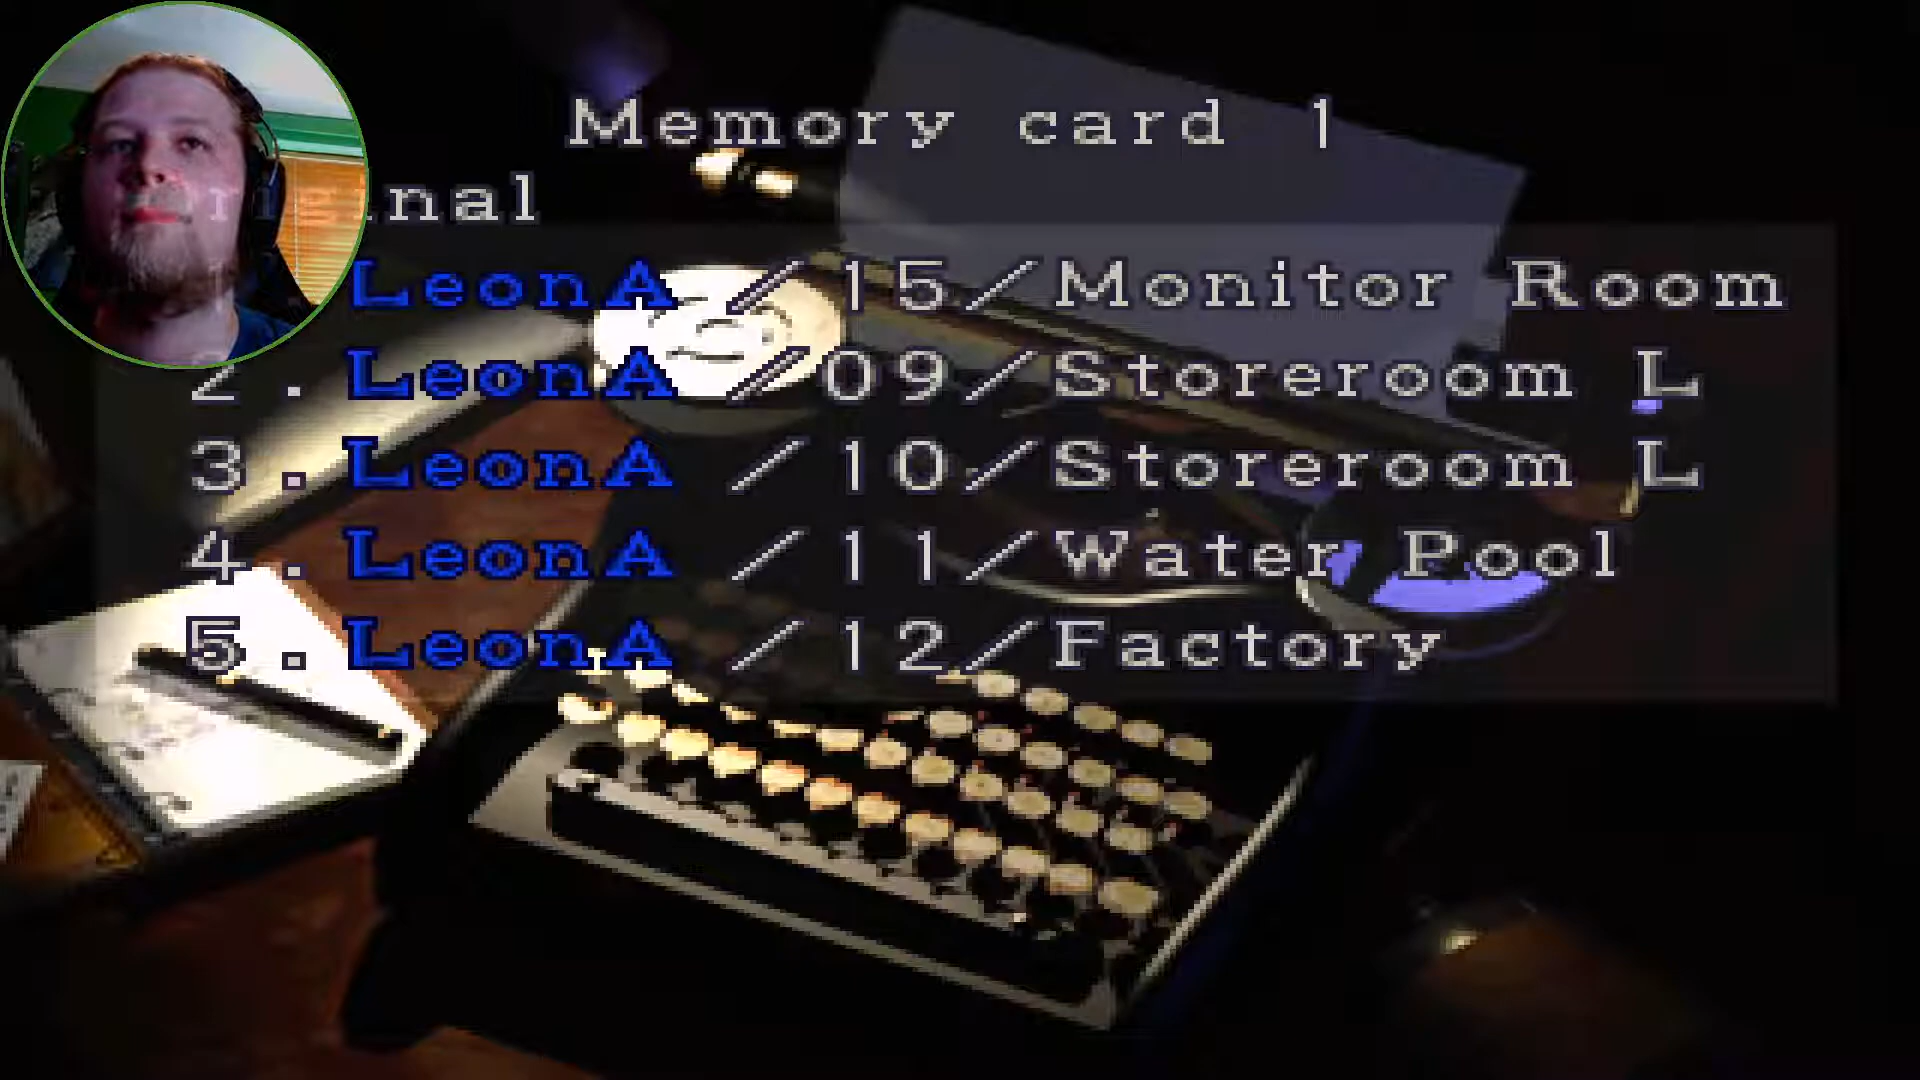 Memory card 1
nal
LeonA /15/Monitor Room
2.LeonA /09/Storeroom L
3.LeonA /10/Storeroom L
4.LeonA /11/Water Pool
5.LeonA /12/Factory